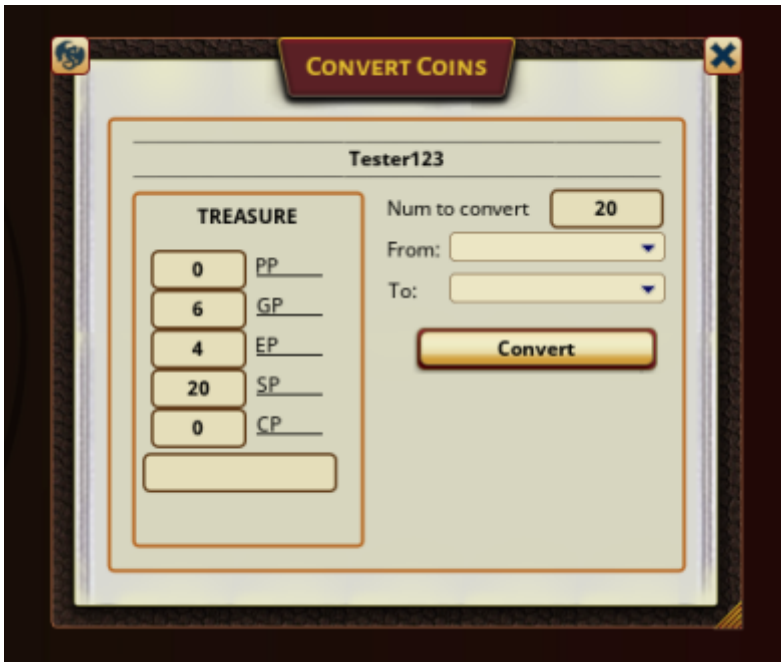 CONVERT COINS
Tester123
TREASURE
0 PP
6 GP
4 EP
20 SP
0 CP
Num to convert 20
From:
To:
Convert